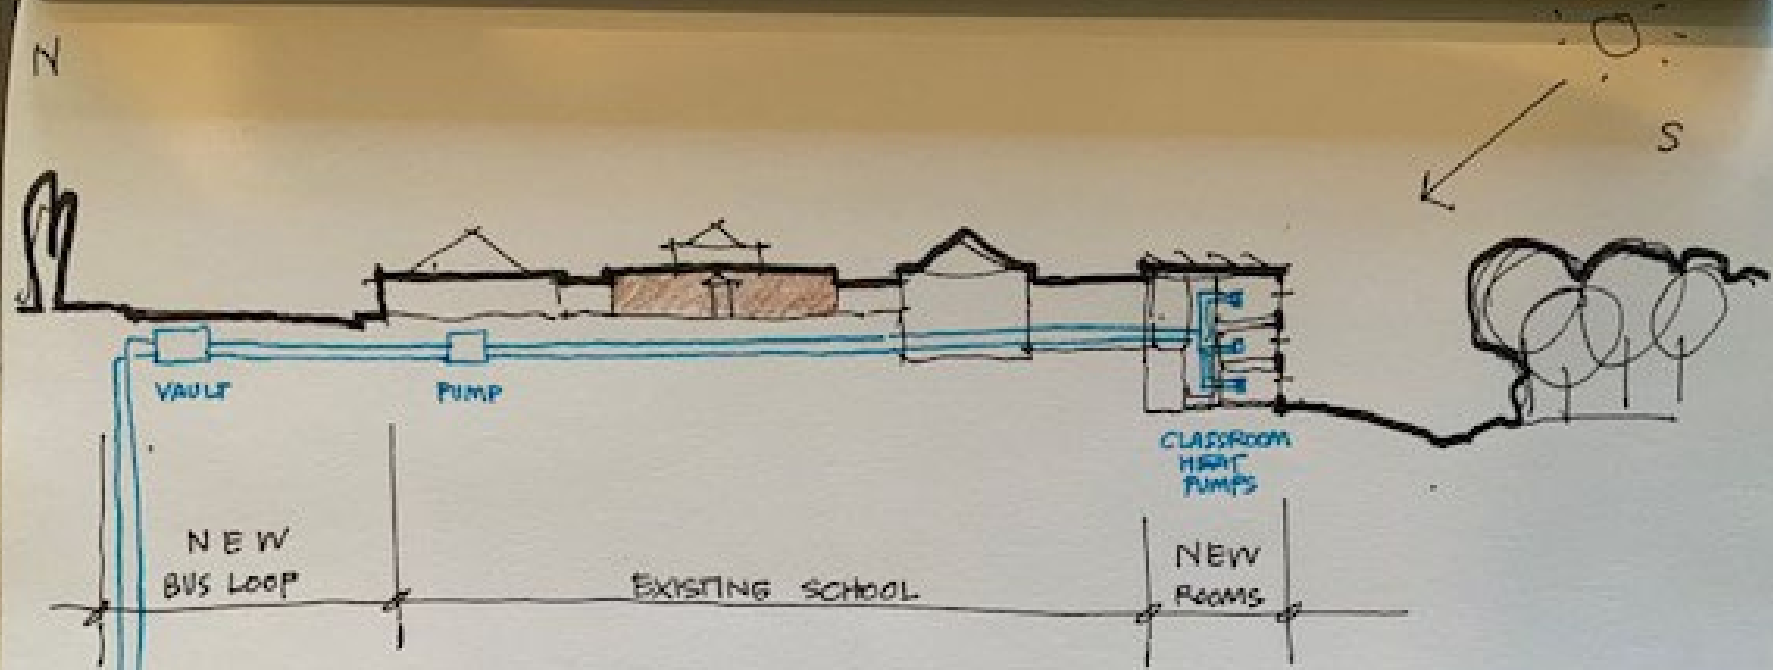 N
S
VAULT
PUMP
CLASSROOM
HEAT
PUMPS
NEW
BUS LOOP
EXISTING SCHOOL
NEW
ROOMS